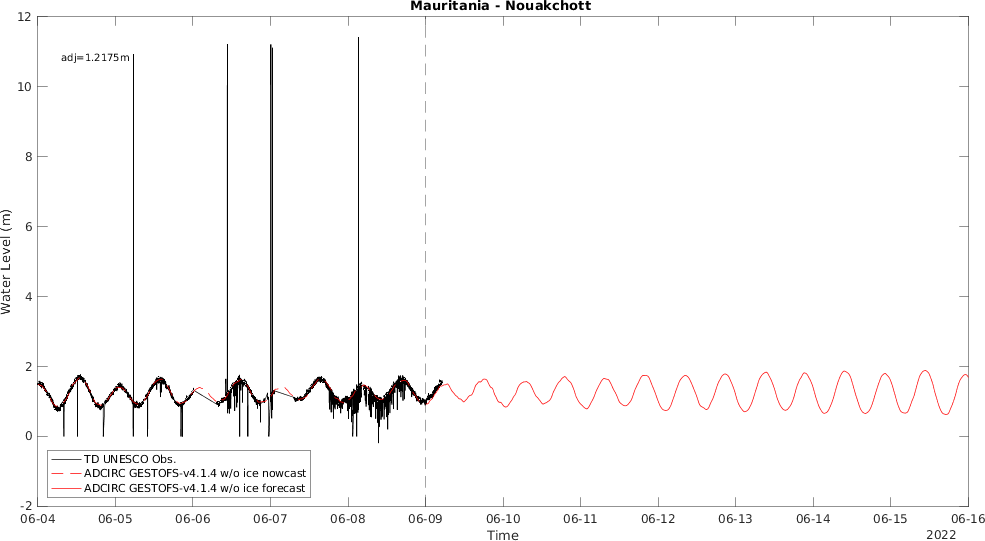 Mauritania - Nouakchott
12
10
8
6
4
2
0
-2
Water Level (m)
adj=1.2175m
TD UNESCO Obs.
ADCIRC GESTOFS-v4.1.4 w/o ice nowcast
ADCIRC GESTOFS-v4.1.4 w/o ice forecast
06-04 06-05 06-06 06-07 06-08 06-09 06-10 06-11 06-12 06-13 06-14 06-15 06-16
Time
2022